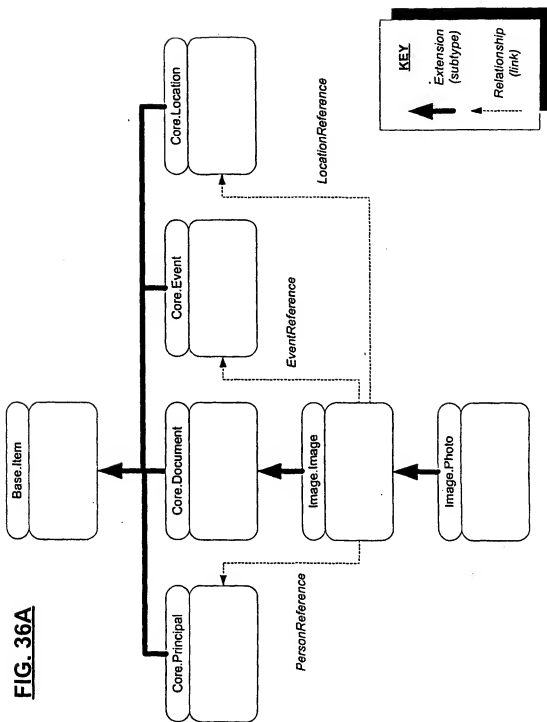 FIG. 36A
Base.Item
Core.Principal
Core.Document
Core.Event
Core.Location
PersonReference
EventReference
LocationReference
Image.Image
Image.Photo
KEY
Extension
(subtype)
Relationship
(link)